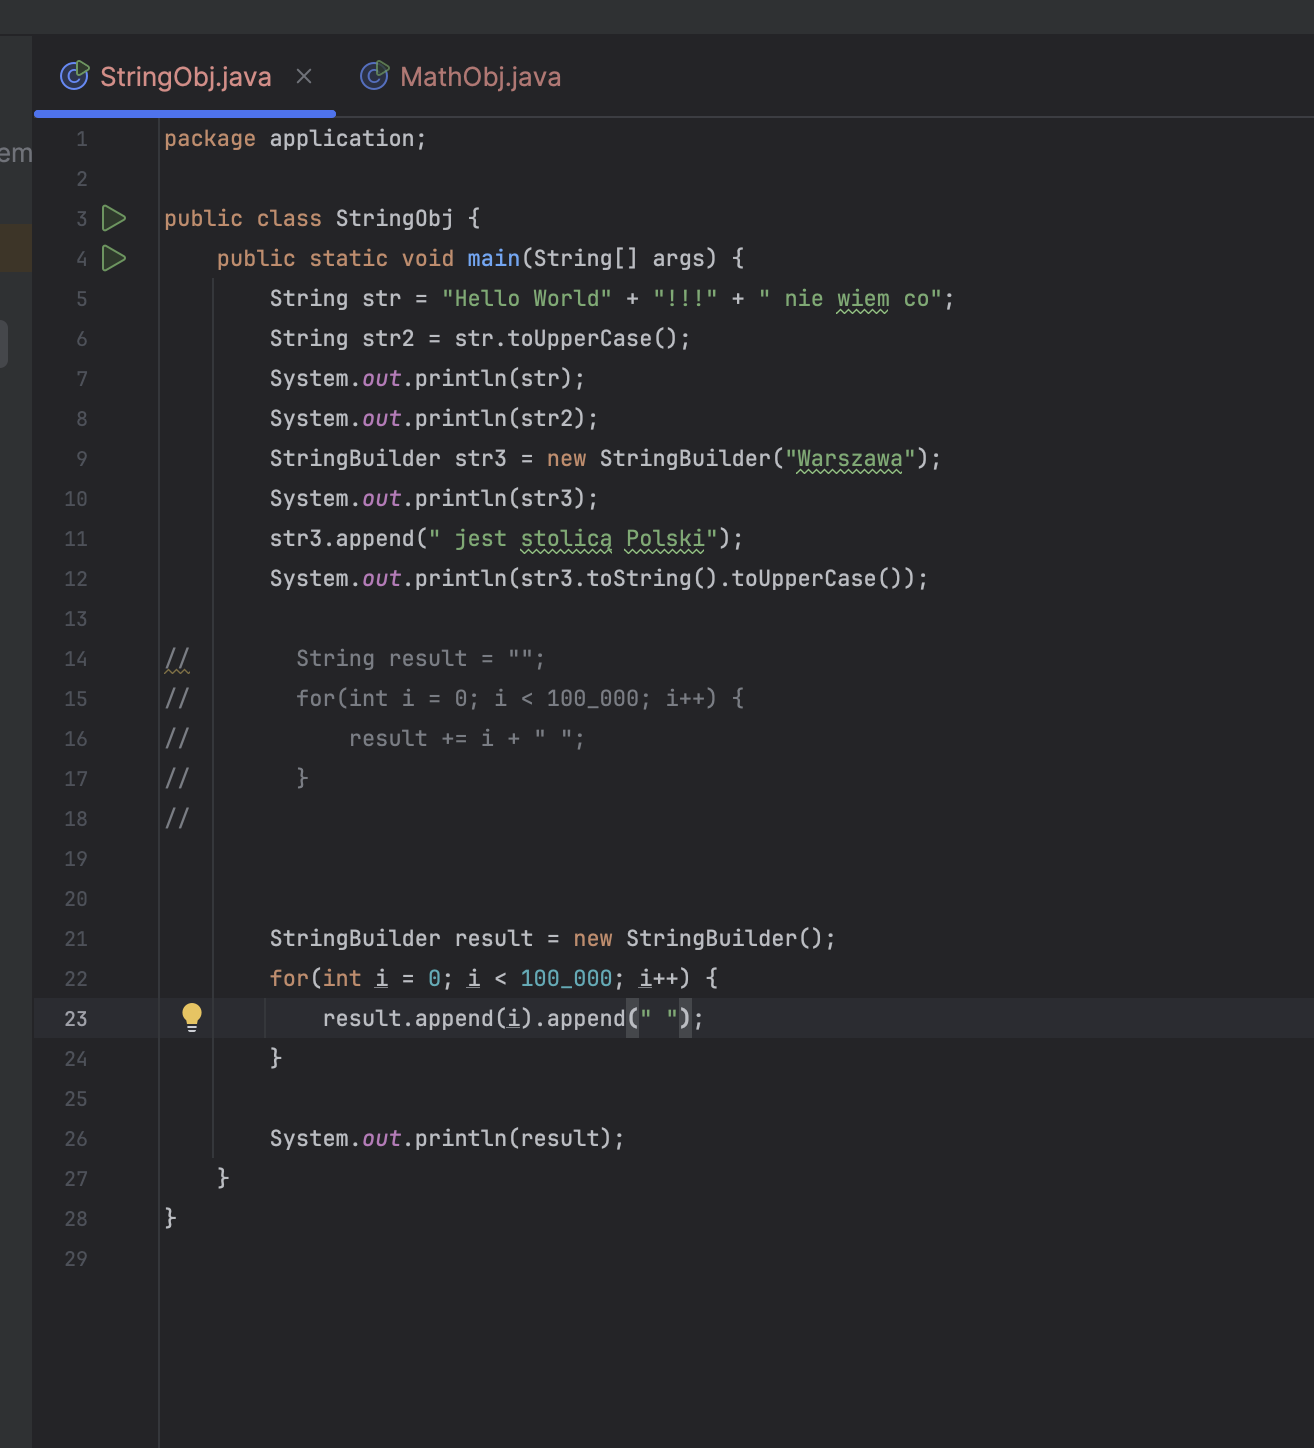 StringObj.java MathObj.java
em
1 package application;
2
3 public class StringObj {
4 public static void main(String[] args) {
5 String str = "Hello World" + "!!!" + " nie wiem co";
6 String str2 = str.toUpperCase();
7 System.out.println(str);
8 System.out.println(str2);
9 StringBuilder str3 = new StringBuilder("Warszawa");
10 System.out.println(str3);
11 str3.append(" jest stolicą Polski");
12 System.out.println(str3.toString().toUpperCase());
13
14 // String result = "";
15 // for(int i = 0; i < 100_000; i++) {
16 // result += i + " ";
17 // }
18 //
19
20
21 StringBuilder result = new StringBuilder();
22 for(int i = 0; i < 100_000; i++) {
23 result.append(i).append(" ");
24 }
25
26 System.out.println(result);
27 }
28 }
29